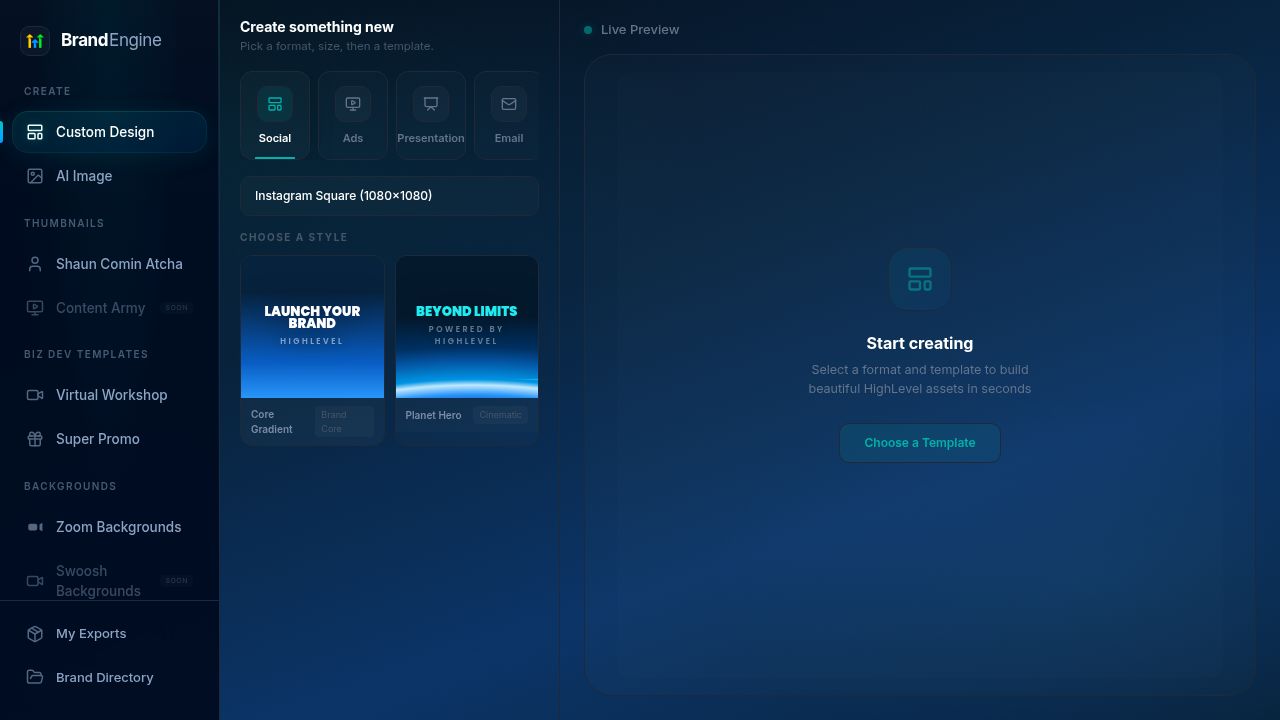 BrandEngine
CREATE
Custom Design
AI Image
THUMBNAILS
Shaun Comin Atcha
Content Army SOON
BIZ DEV TEMPLATES
Virtual Workshop
Super Promo
BACKGROUNDS
Zoom Backgrounds
Swoosh
Backgrounds SOON
My Exports
Brand Directory
Create something new
Pick a format, size, then a template.
Social Ads Presentation Email
Instagram Square (1080×1080)
CHOOSE A STYLE
LAUNCH YOUR
BRAND
HIGHLEVEL
Core
Gradient
Brand
Core
BEYOND LIMITS
POWERED BY
HIGHLEVEL
Planet Hero Cinematic
Live Preview
Start creating
Select a format and template to build
beautiful HighLevel assets in seconds
Choose a Template